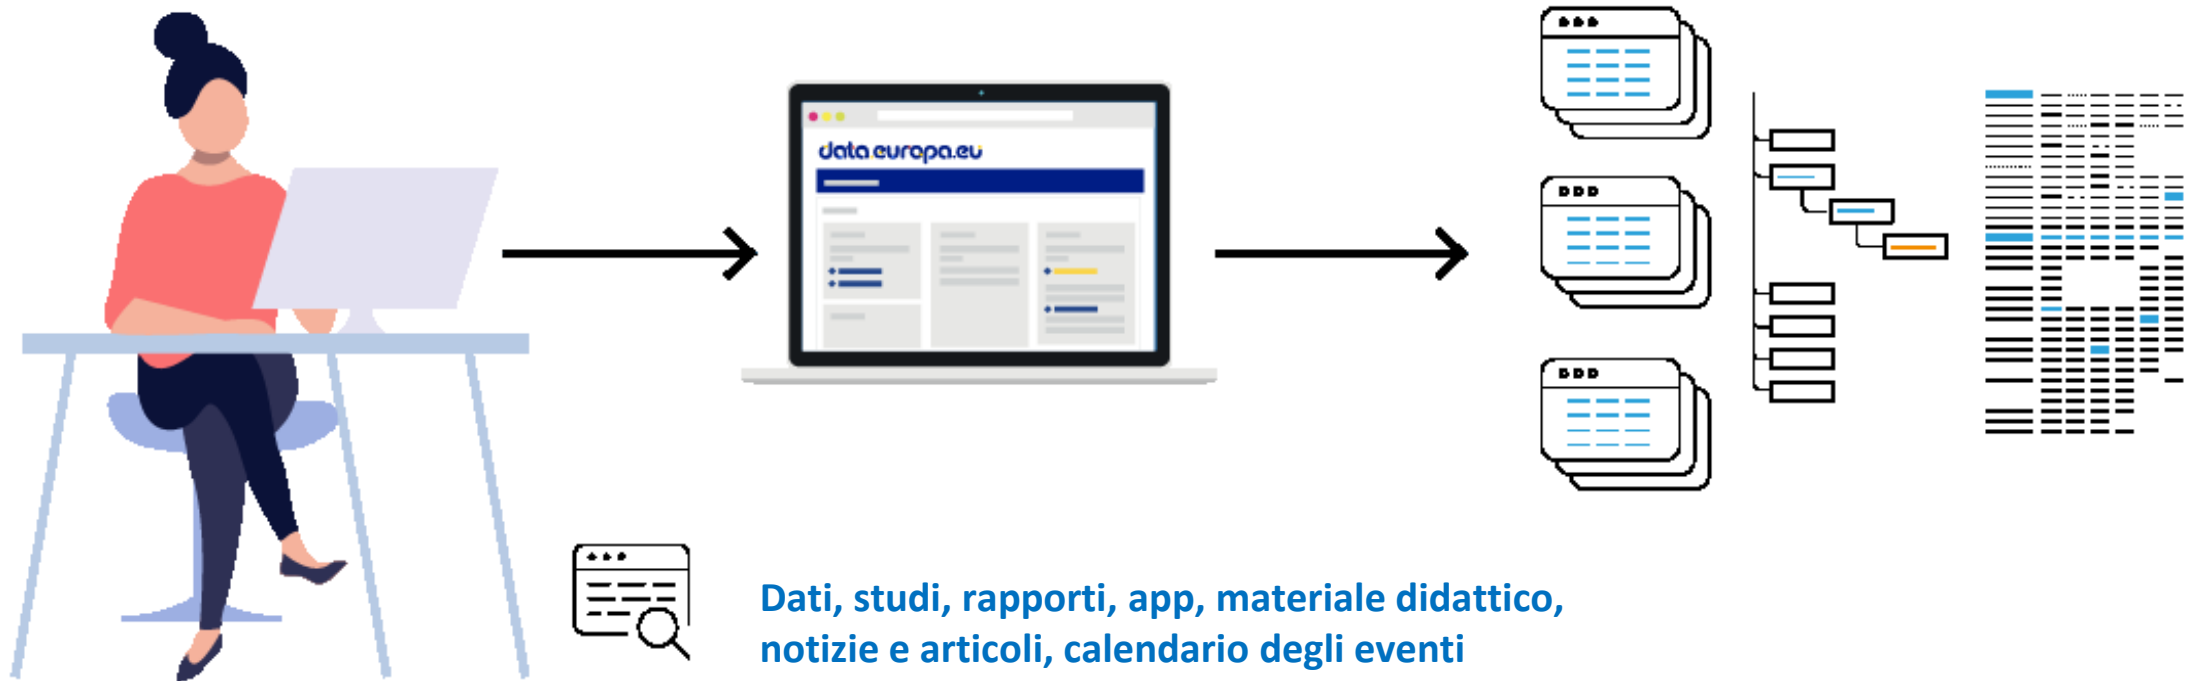 data.europa.eu
Dati, studi, rapporti, app, materiale didattico,
notizie e articoli, calendario degli eventi